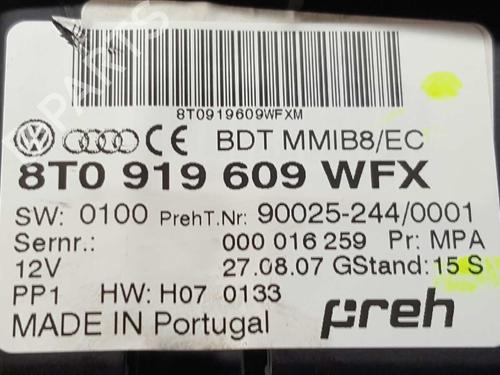 8T0919609WFXM
CE BDT MMIB8/EC
8T0 919 609 WFX
SW: 0100 PrehT.Nr: 90025-244/0001
Sernr.: 000 016 259 Pr: MPA
12V 27.08.07 GStand: 15 S
PP1 HW: H07 0133
MADE IN Portugal preh